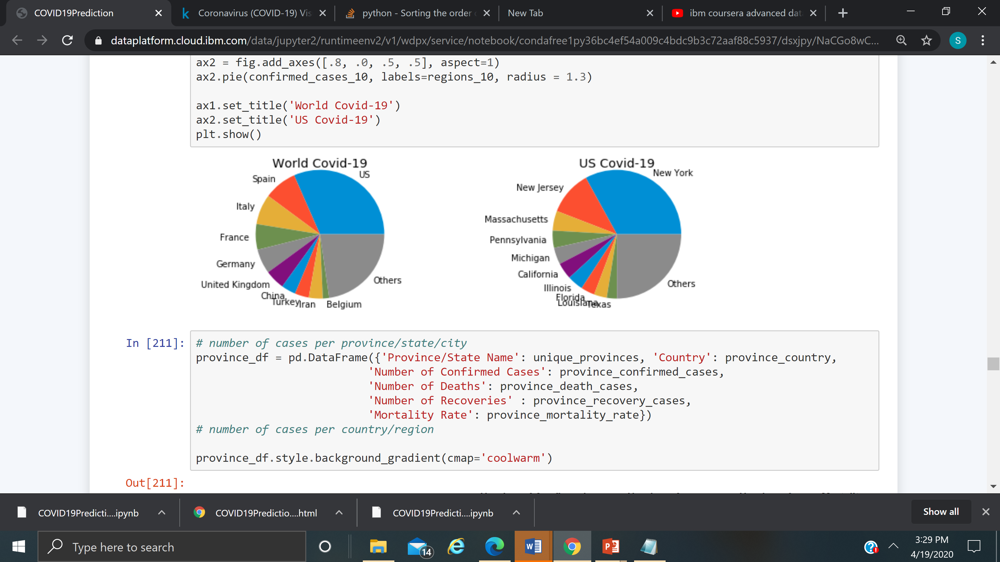 COVID19Prediction
Coronavirus (COVID-19) Vis
python - Sorting the order
New Tab
ibm coursera advanced dat
dataplatform.cloud.ibm.com/data/jupyter2/runtimeenv2/v1/wdpx/service/notebook/condafree1py36bc4ef54a009c4bdc9b3c72aaf88c5937/dsxjpy/NaCGo8wC...
S
ax2 = fig.add_axes([.8, .0, .5, .5], aspect=1)
ax2.pie(confirmed_cases_10, labels=regions_10, radius = 1.3)
ax1.set_title('World Covid-19')
ax2.set_title('US Covid-19')
plt.show()
World Covid-19
US
Spain
Italy
France
Germany
United Kingdom
China
Turkey
Iran
Belgium
Others
US Covid-19
New York
New Jersey
Massachusetts
Pennsylvania
Michigan
California
Illinois
Florida
Louisiana
Texas
Others
In [211]:
# number of cases per province/state/city
province_df = pd.DataFrame({'Province/State Name': unique_provinces, 'Country': province_country,
'Number of Confirmed Cases': province_confirmed_cases,
'Number of Deaths': province_death_cases,
'Number of Recoveries' : province_recovery_cases,
'Mortality Rate': province_mortality_rate})
# number of cases per country/region
province_df.style.background_gradient(cmap='coolwarm')
Out[211]:
COVID19Predicti....ipynb
COVID19Predictio....html
COVID19Predicti....ipynb
Show all
Type here to search
14
3:29 PM
4/19/2020